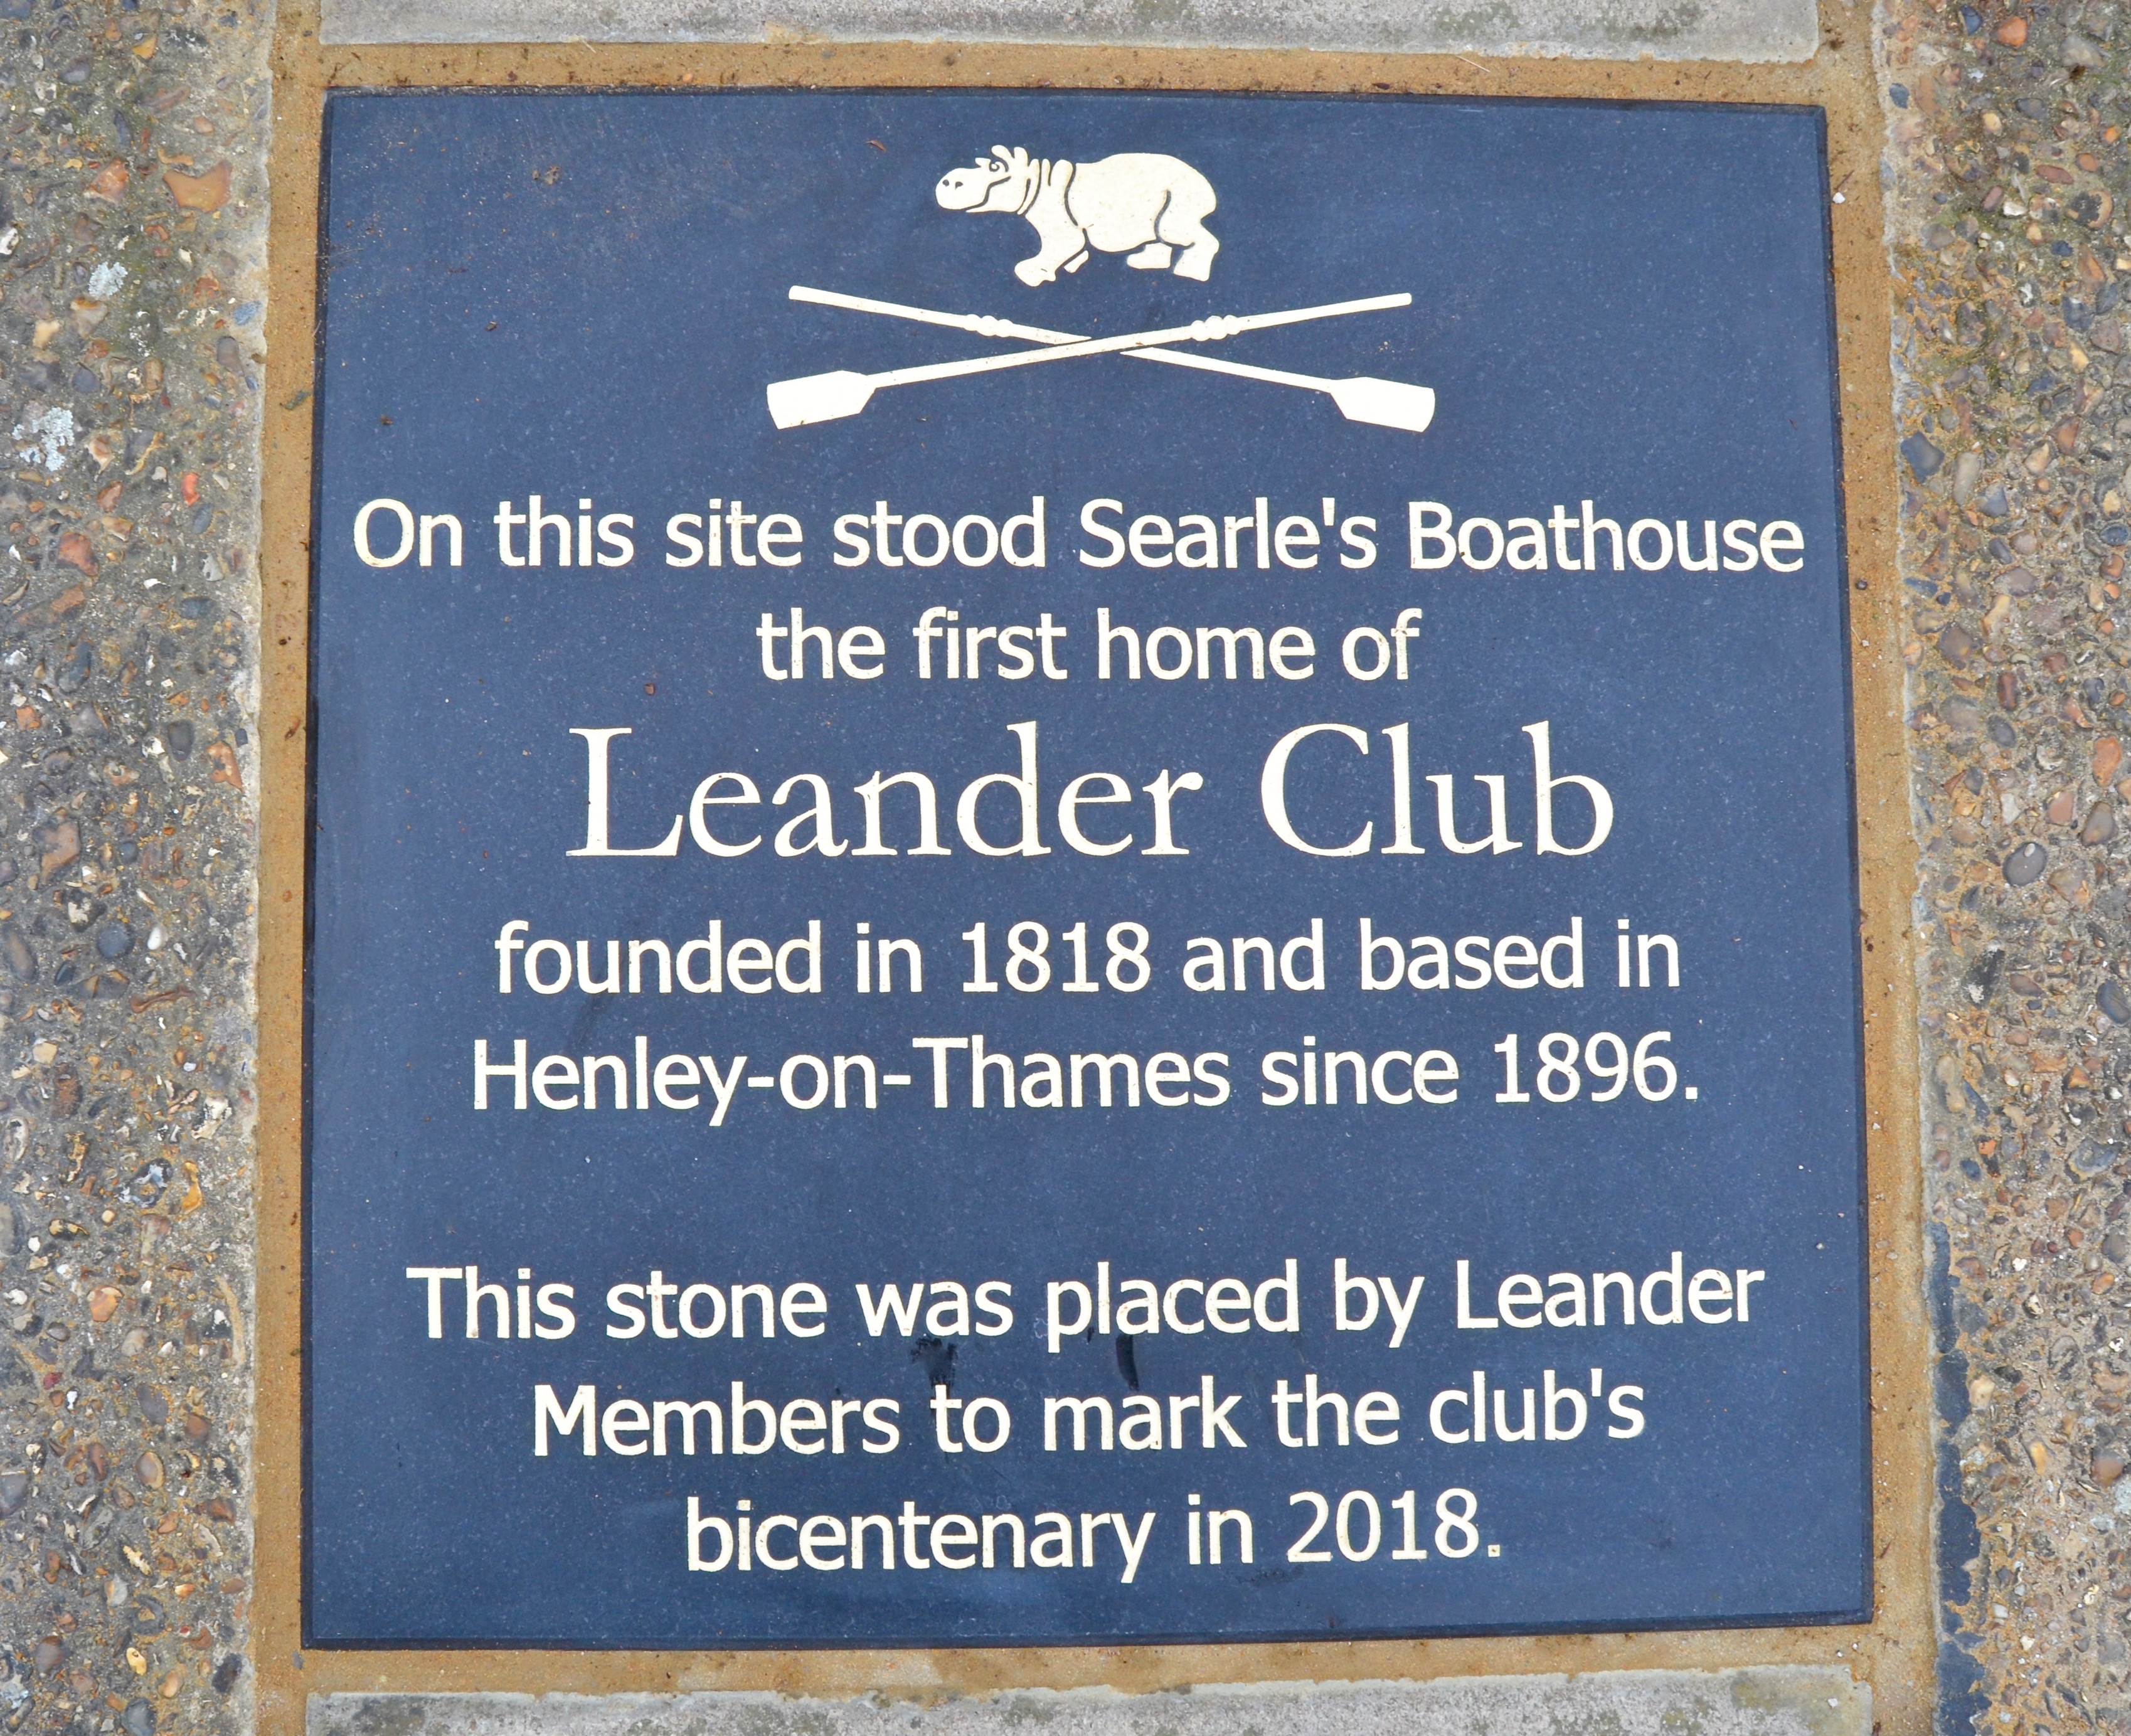 On this site stood Searle's Boathouse
the first home of
Leander Club
founded in 1818 and based in
Henley-on-Thames since 1896.
This stone was placed by Leander
Members to mark the club's
bicentenary in 2018.